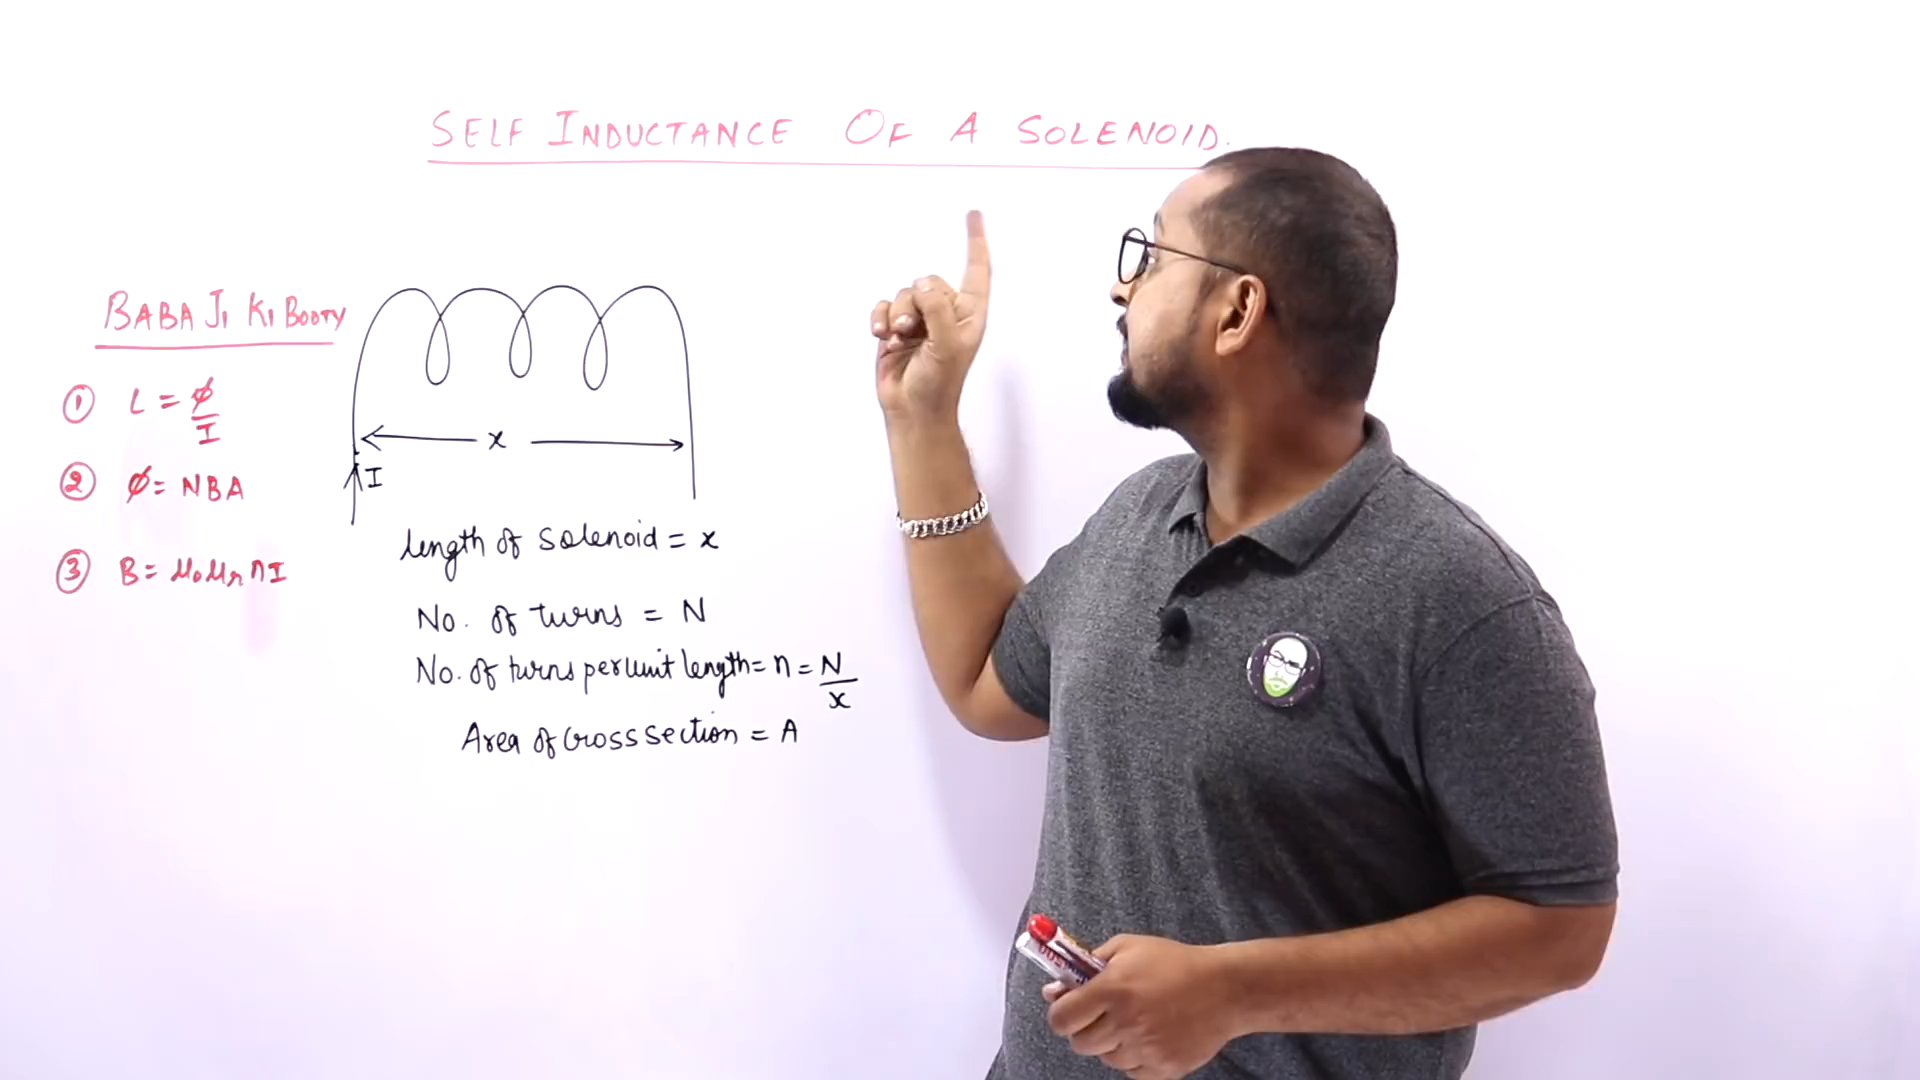 SELF INDUCTANCE OF A SOLENOID.
BABA JI KI BOOTY
① L = φ/I
② φ = NBA
③ B = μ₀μᵣnI
x
I
length of solenoid = x
No. of turns = N
No. of turns per unit length = n = N/x
Area of cross section = A